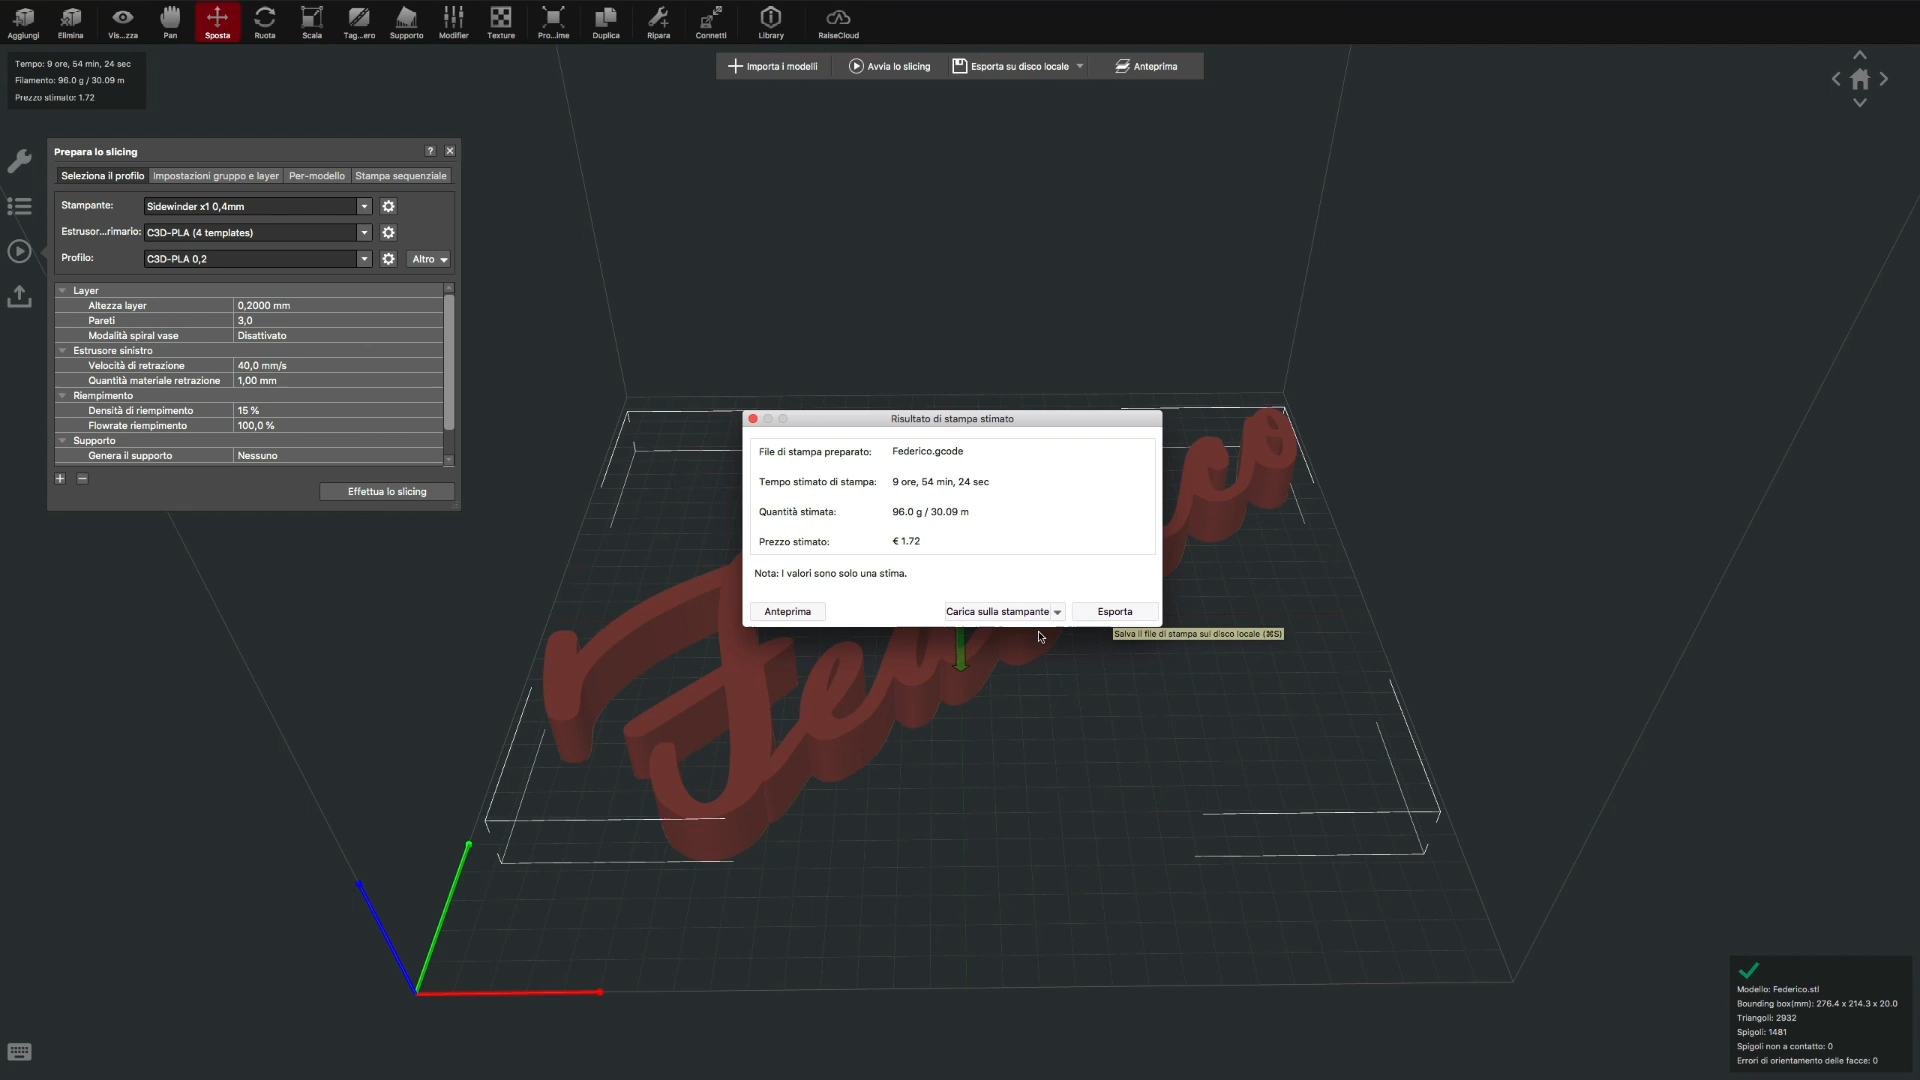 Aggiungi
Elimina
Vis...zza
Pan
Sposta
Ruota
Scala
Tag...ero
Supporto
Modifier
Texture
Pro...ime
Duplica
Ripara
Connetti
Library
RaiseCloud
Tempo: 9 ore, 54 min, 24 sec
Filamento: 96.0 g / 30.09 m
Prezzo stimato: 1.72
Importa i modelli
Avvia lo slicing
Esporta su disco locale
Anteprima
Prepara lo slicing
?
Seleziona il profilo
Impostazioni gruppo e layer
Per-modello
Stampa sequenziale
Stampante: Sidewinder x1 0,4mm
Estrusor...rimario: C3D-PLA (4 templates)
Profilo: C3D-PLA 0,2
Altro
Layer
Altezza layer 0,2000 mm
Pareti 3,0
Modalità spiral vase Disattivato
Estrusore sinistro
Velocità di retrazione 40,0 mm/s
Quantità materiale retrazione 1,00 mm
Riempimento
Densità di riempimento 15 %
Flowrate riempimento 100,0 %
Supporto
Genera il supporto Nessuno
Effettua lo slicing
Risultato di stampa stimato
File di stampa preparato: Federico.gcode
Tempo stimato di stampa: 9 ore, 54 min, 24 sec
Quantità stimata: 96.0 g / 30.09 m
Prezzo stimato: € 1.72
Nota: I valori sono solo una stima.
Anteprima
Carica sulla stampante
Esporta
Salva il file di stampa sul disco locale (⌘S)
Modello: Federico.stl
Bounding box(mm): 276.4 x 214.3 x 20.0
Triangoli: 2932
Spigoli: 1481
Spigoli non a contatto: 0
Errori di orientamento delle facce: 0